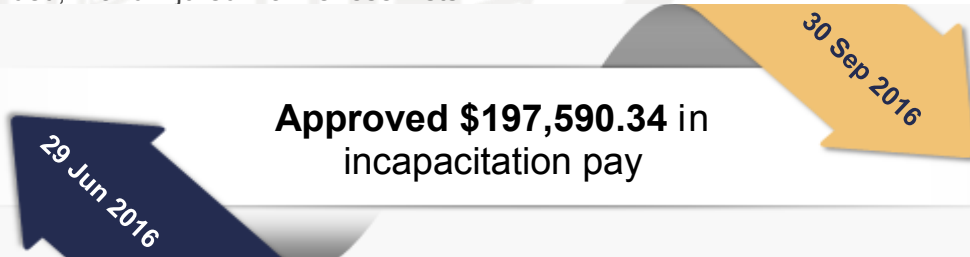 30 Sep 2016
Approved $197,590.34 in
incapacitation pay
29 Jun 2016